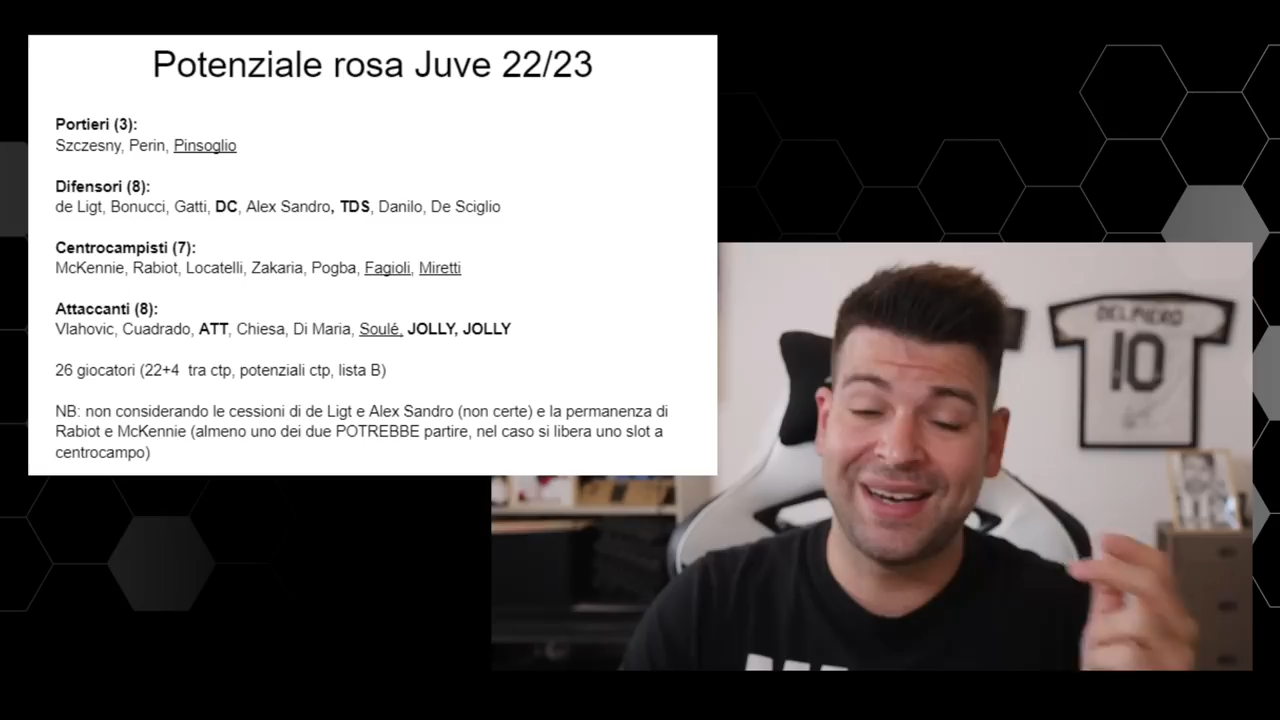 Potenziale rosa Juve 22/23
Portieri (3):
Szczesny, Perin, Pinsoglio
Difensori (8):
de Ligt, Bonucci, Gatti, DC, Alex Sandro, TDS, Danilo, De Sciglio
Centrocampisti (7):
McKennie, Rabiot, Locatelli, Zakaria, Pogba, Fagioli, Miretti
Attaccanti (8):
Vlahovic, Cuadrado, ATT, Chiesa, Di Maria, Soulé, JOLLY, JOLLY
26 giocatori (22+4 tra ctp, potenziali ctp, lista B)
NB: non considerando le cessioni di de Ligt e Alex Sandro (non certe) e la permanenza di
Rabiot e McKennie (almeno uno dei due POTREBBE partire, nel caso si libera uno slot a
centrocampo)
DEL PIERO
10